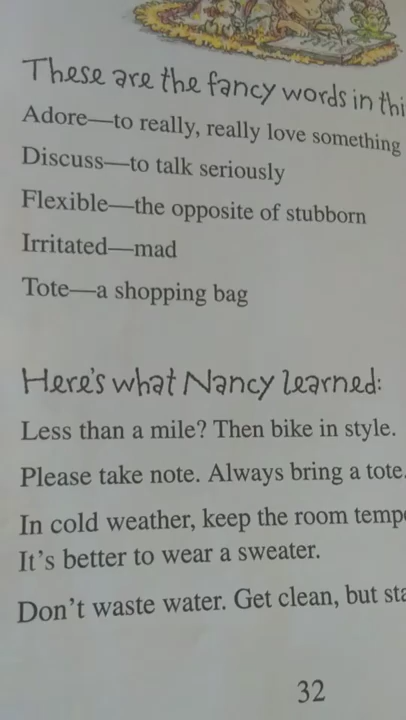 These are the fancy words in
Adore—to really, really love something
Discuss—to talk seriously
Flexible—the opposite of stubborn
Irritated—mad
Tote—a shopping bag
Here's what Nancy learned:
Less than a mile? Then bike in style.
Please take note. Always bring a tote.
In cold weather, keep the room
It's better to wear a sweater.
Don't waste water. Get clean, but
32